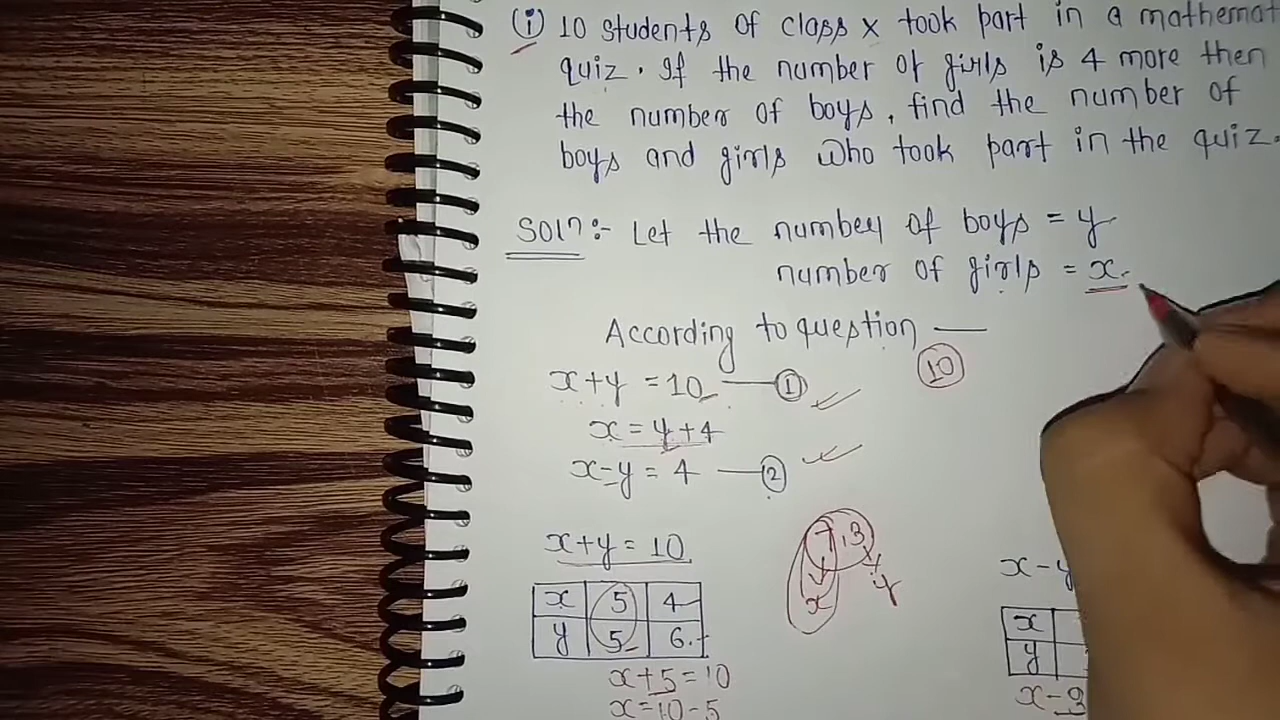 (i) 10 students of class x took part in a mathemat
quiz. If the number of girls is 4 more then
the number of boys, find the number of
boys and girls who took part in the quiz.
Soln:- Let the number of boys = y
number of girls = x.
According to question —
10
x+y = 10 — ①
x = y + 4
x - y = 4 — ②
7,3
x y
x+y = 10
x 5 4
y 5 6
x+5 = 10
x = 10 - 5
x - y
x
y
x - 3